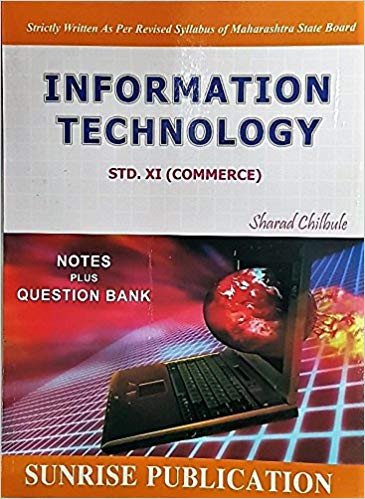 Strictly Written As Per Revised Syllabus of Maharashtra State Board
INFORMATION
TECHNOLOGY
STD. XI (COMMERCE)
Sharad Chilbule
NOTES
PLUS
QUESTION BANK
SUNRISE PUBLICATION